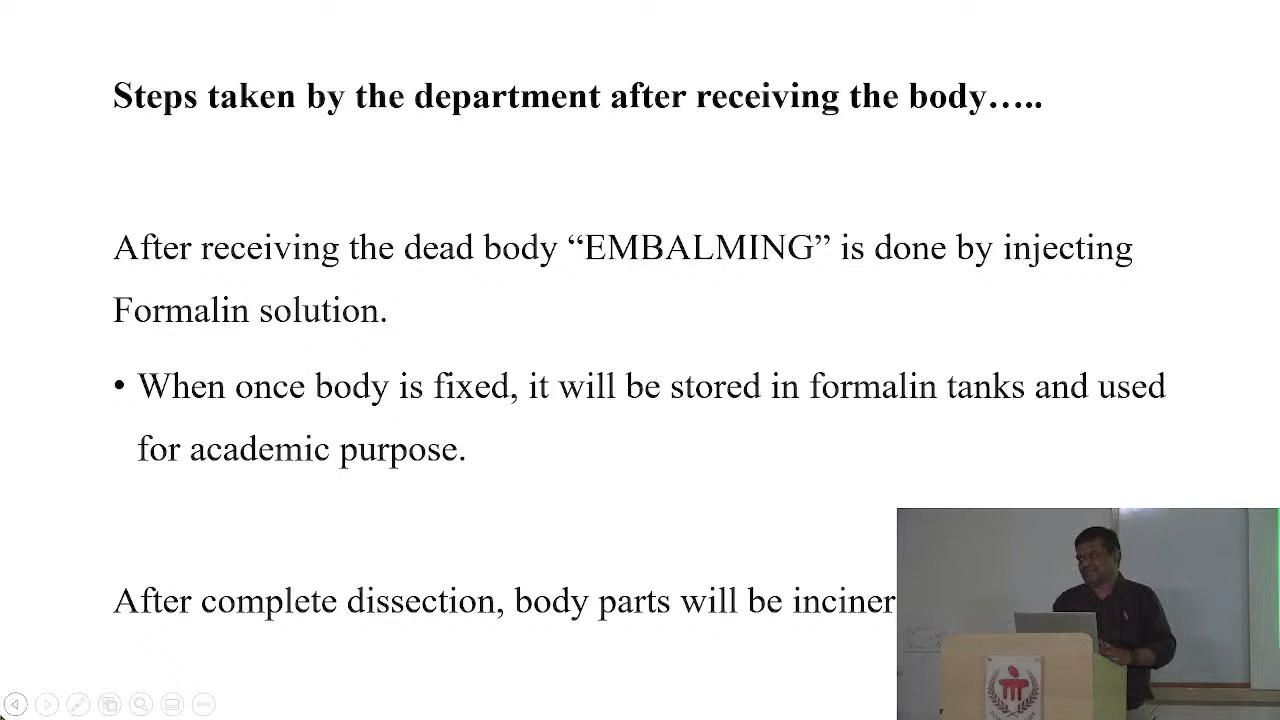 Steps taken by the department after receiving the body…..
After receiving the dead body “EMBALMING” is done by injecting
Formalin solution.
• When once body is fixed, it will be stored in formalin tanks and used
for academic purpose.
After complete dissection, body parts will be inciner